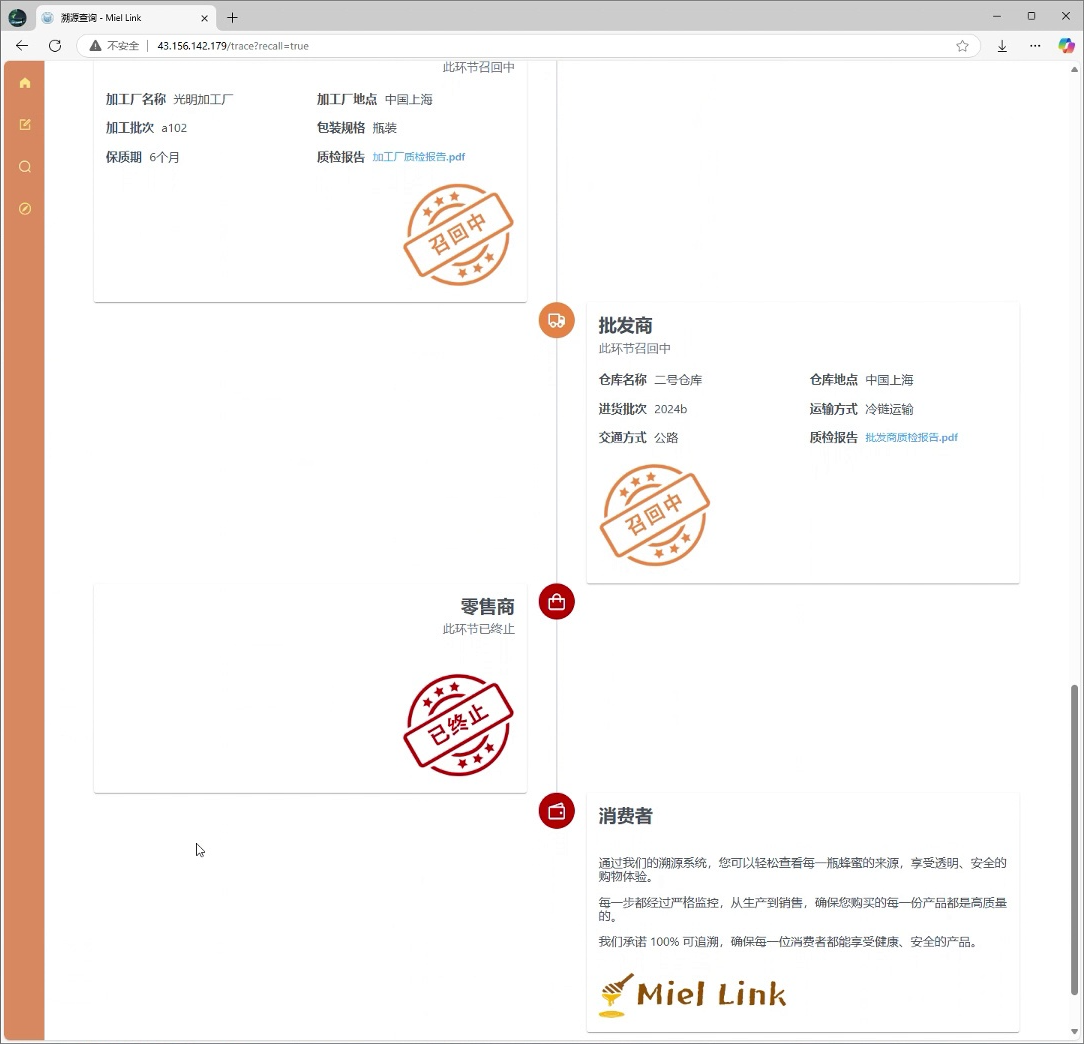 溯源查询 - Miel Link
不安全 43.156.142.179/trace?recall=true
此环节召回中
加工厂名称 光明加工厂 加工厂地点 中国上海
加工批次 a102 包装规格 瓶装
保质期 6个月 质检报告 加工厂质检报告.pdf
召回中
批发商
此环节召回中
仓库名称 二号仓库 仓库地点 中国上海
进货批次 2024b 运输方式 冷链运输
交通方式 公路 质检报告 批发商质检报告.pdf
召回中
零售商
此环节已终止
已终止
消费者
通过我们的溯源系统，您可以轻松查看每一瓶蜂蜜的来源，享受透明、安全的
购物体验。
每一步都经过严格监控，从生产到销售，确保您购买的每一份产品都是高质量
的。
我们承诺 100% 可追溯，确保每一位消费者都能享受健康、安全的产品。
Miel Link